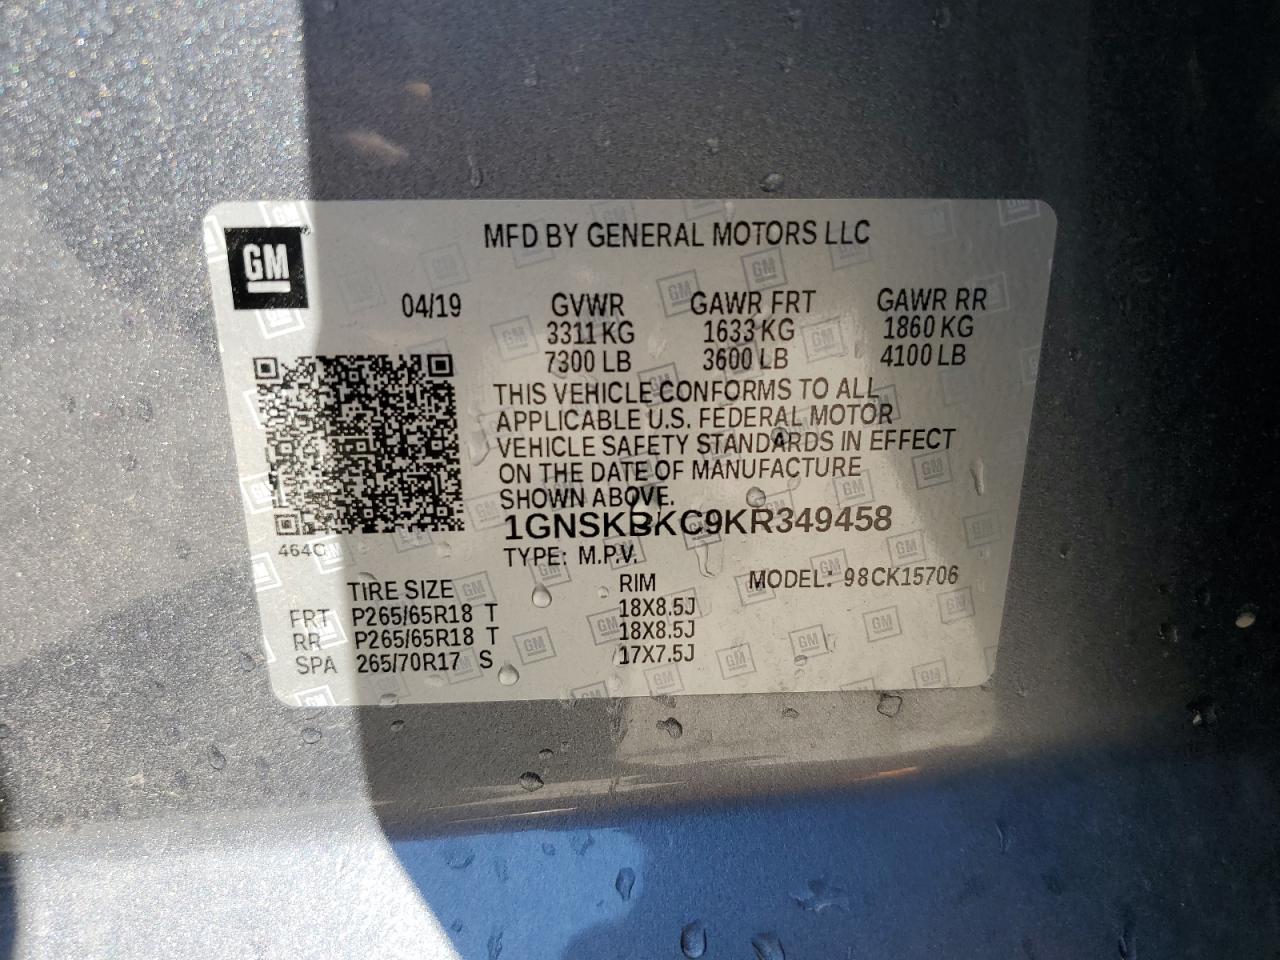 MFD BY GENERAL MOTORS LLC
GM
04/19 GVWR GAWR FRT GAWR RR
3311 KG 1633 KG 1860 KG
7300 LB 3600 LB 4100 LB
THIS VEHICLE CONFORMS TO ALL
APPLICABLE U.S. FEDERAL MOTOR
VEHICLE SAFETY STANDARDS IN EFFECT
ON THE DATE OF MANUFACTURE
SHOWN ABOVE.
1GNSKBKC9KR349458
464C
TYPE: M.P.V.
TIRE SIZE RIM MODEL: 98CK15706
FRT P265/65R18 T 18X8.5J
RR P265/65R18 T 18X8.5J
SPA 265/70R17 S 17X7.5J